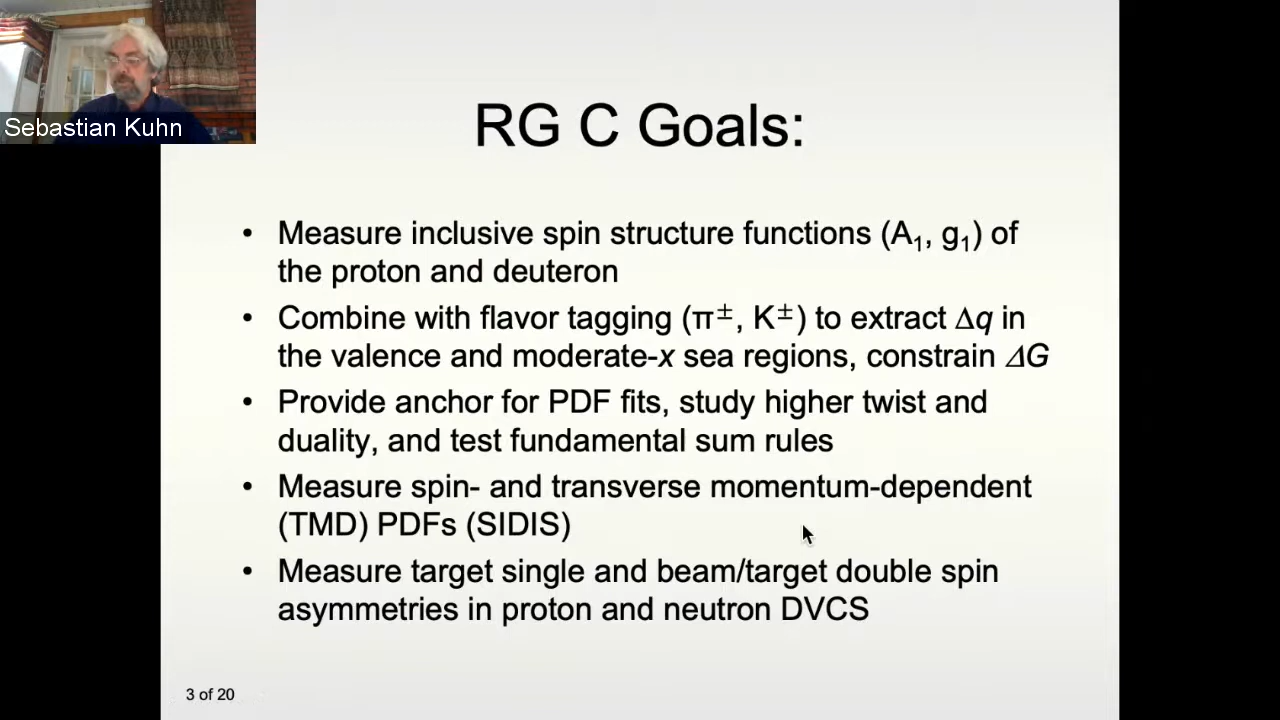 Sebastian Kuhn
RG C Goals:
• Measure inclusive spin structure functions (A₁, g₁) of
the proton and deuteron
• Combine with flavor tagging (π±, K±) to extract Δq in
the valence and moderate-x sea regions, constrain ΔG
• Provide anchor for PDF fits, study higher twist and
duality, and test fundamental sum rules
• Measure spin- and transverse momentum-dependent
(TMD) PDFs (SIDIS)
• Measure target single and beam/target double spin
asymmetries in proton and neutron DVCS
3 of 20